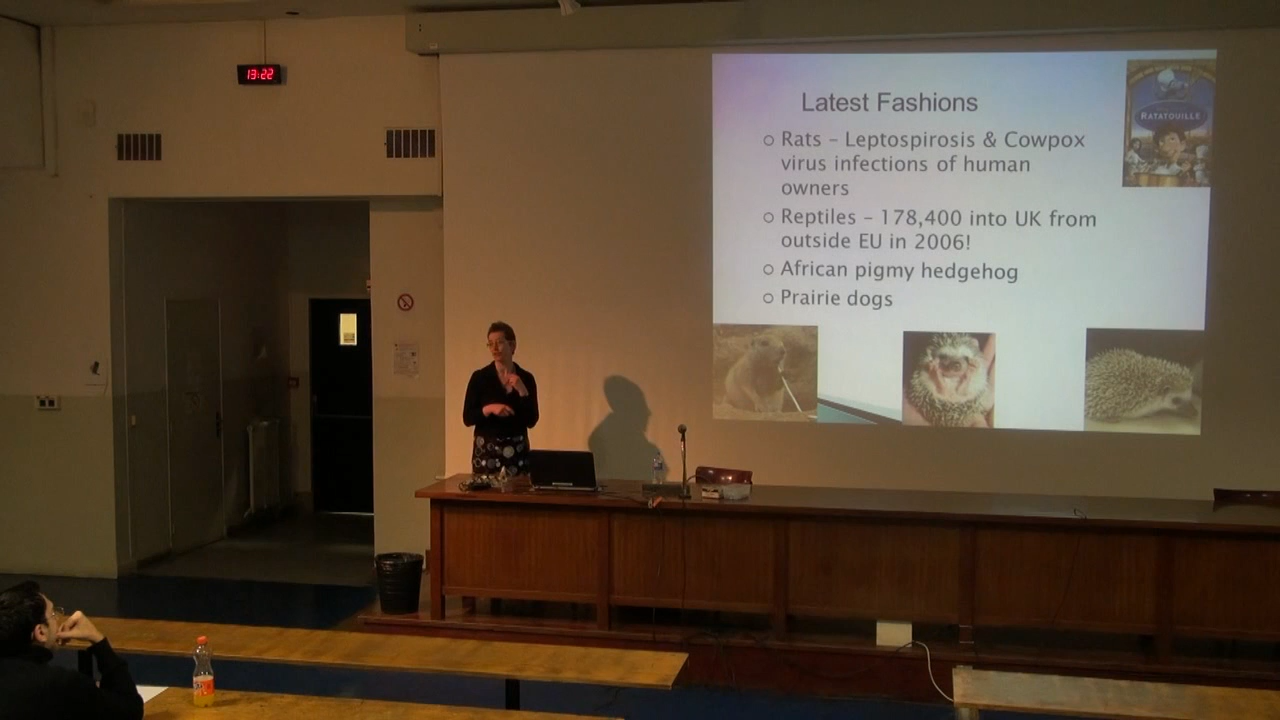 13:22
Latest Fashions
RATATOUILLE
○ Rats – Leptospirosis & Cowpox
virus infections of human
owners
○ Reptiles – 178,400 into UK from
outside EU in 2006!
○ African pigmy hedgehog
○ Prairie dogs